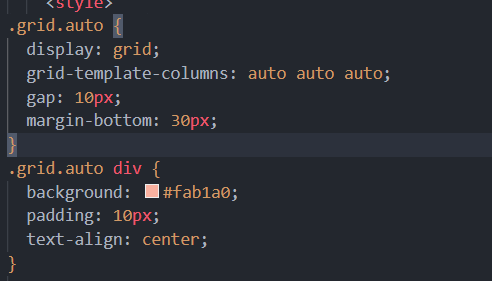 <style>
.grid.auto {
  display: grid;
  grid-template-columns: auto auto auto;
  gap: 10px;
  margin-bottom: 30px;
}
.grid.auto div {
  background: #fab1a0;
  padding: 10px;
  text-align: center;
}